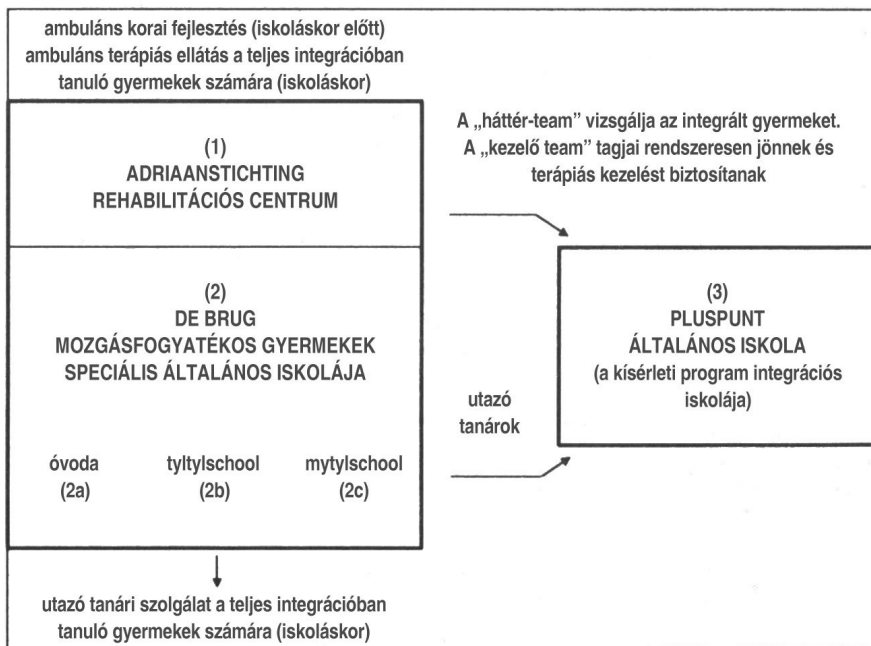 ambuláns korai fejlesztés (iskoláskor előtt)
ambuláns terápiás ellátás a teljes integrációban
tanuló gyermekek számára (iskoláskor)
(1)
ADRIAANSTICHTING
REHABILITÁCIÓS CENTRUM
A „háttér-team” vizsgálja az integrált gyermeket.
A „kezelő team” tagjai rendszeresen jönnek és
terápiás kezelést biztosítanak
(2)
DE BRUG
MOZGÁSFOGYATÉKOS GYERMEKEK
SPECIÁLIS ÁLTALÁNOS ISKOLÁJA
óvoda
(2a)
tyltylschool
(2b)
mytylschool
(2c)
utazó
tanárok
(3)
PLUSPUNT
ÁLTALÁNOS ISKOLA
(a kísérleti program integrációs
iskolája)
utazó tanári szolgálat a teljes integrációban
tanuló gyermekek számára (iskoláskor)